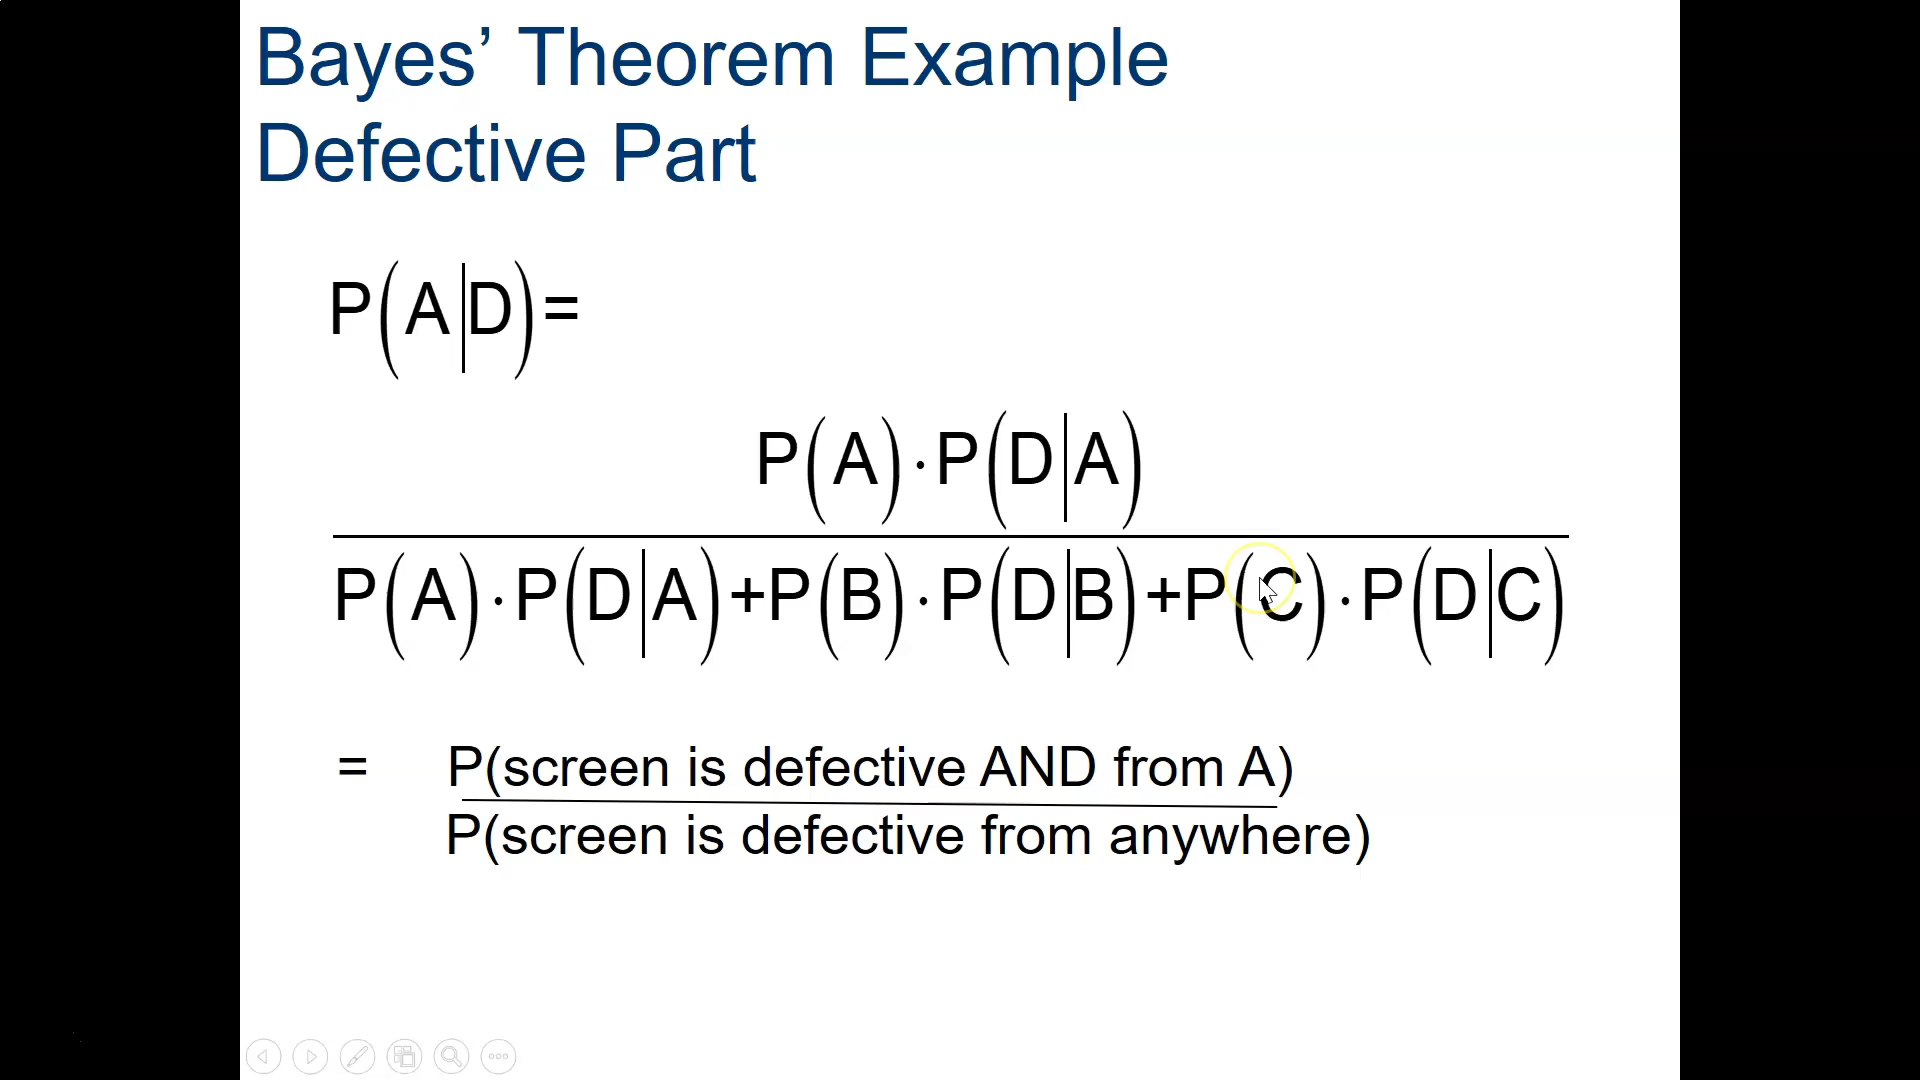 Bayes’ Theorem Example
Defective Part
P(A|D)=
P(A)·P(D|A)
P(A)·P(D|A)+P(B)·P(D|B)+P(C)·P(D|C)
= P(screen is defective AND from A)
P(screen is defective from anywhere)